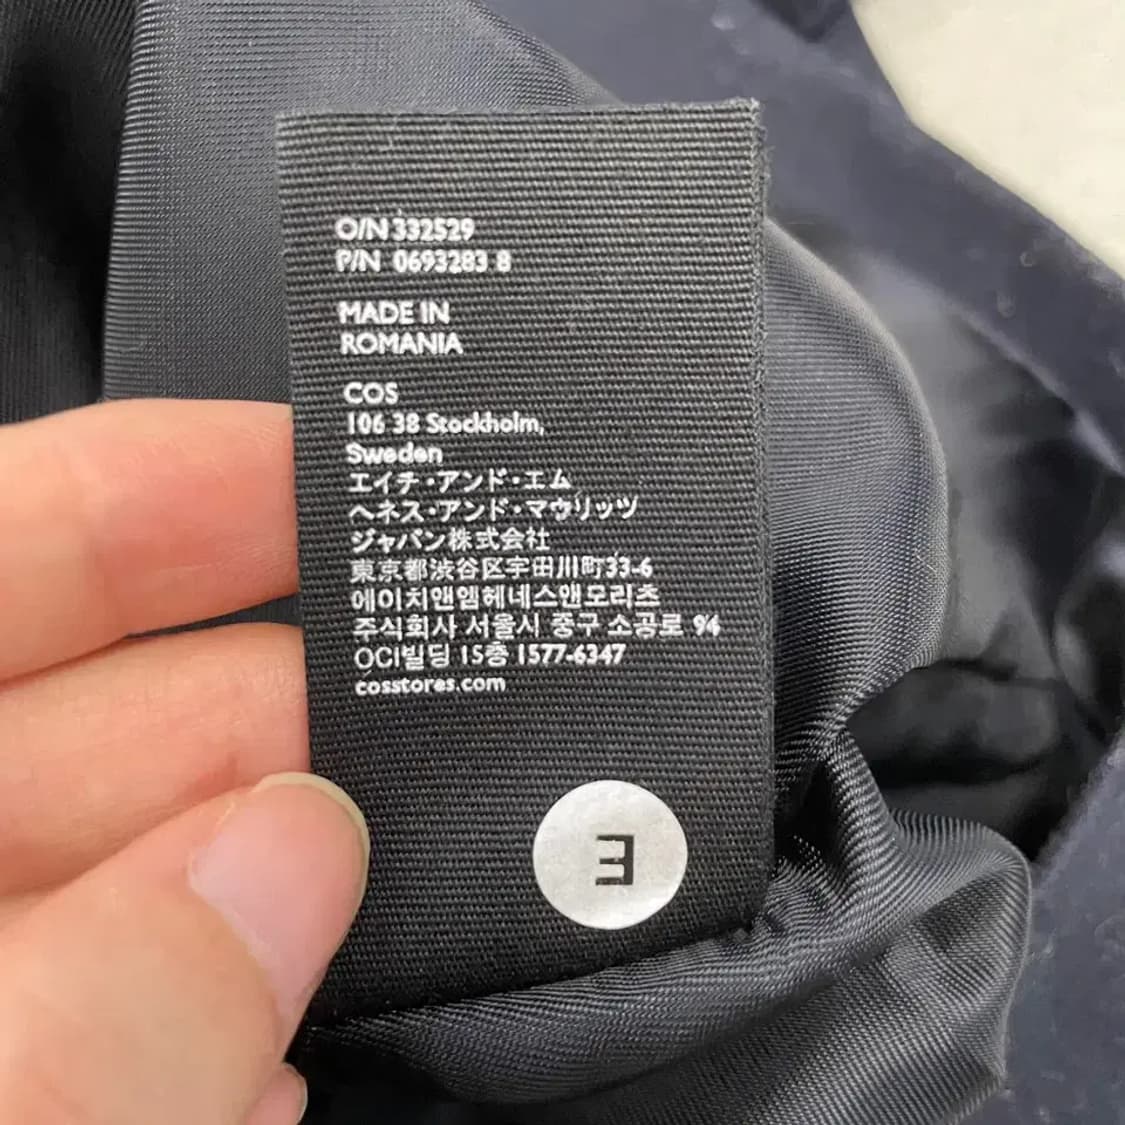 O/N 332529
P/N 0693283 8
MADE IN
ROMANIA
COS
106 38 Stockholm,
Sweden
エイチ・アンド・エム
ヘネス・アンド・マウリッツ
ジャパン株式会社
東京都渋谷区宇田川町33-6
에이치앤엠헤네스앤모리츠
주식회사 서울시 중구 소공로 94
OCI빌딩 15층 1577-6347
cosstores.com
E